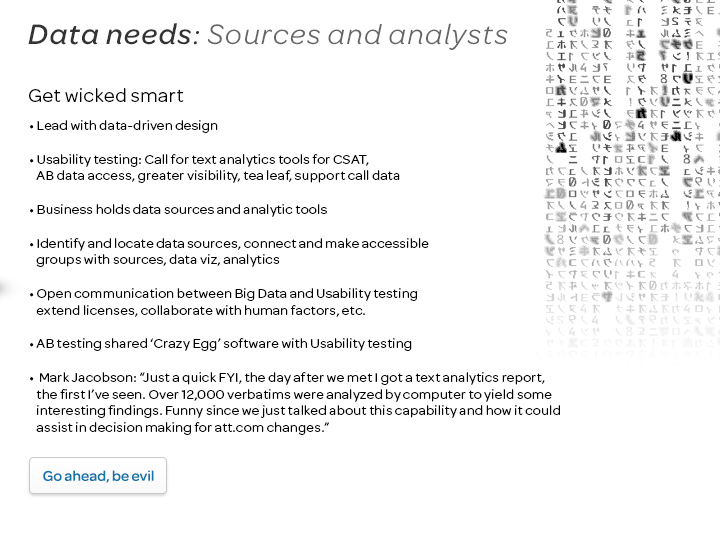 Data needs: Sources and analysts
Get wicked smart
• Lead with data-driven design
• Usability testing: Call for text analytics tools for CSAT,
AB data access, greater visibility, tea leaf, support call data
• Business holds data sources and analytic tools
• Identify and locate data sources, connect and make accessible
groups with sources, data viz, analytics
• Open communication between Big Data and Usability testing
extend licenses, collaborate with human factors, etc.
• AB testing shared ‘Crazy Egg’ software with Usability testing
• Mark Jacobson: “Just a quick FYI, the day after we met I got a text analytics report,
the first I’ve seen. Over 12,000 verbatims were analyzed by computer to yield some
interesting findings. Funny since we just talked about this capability and how it could
assist in decision making for att.com changes.”
Go ahead, be evil